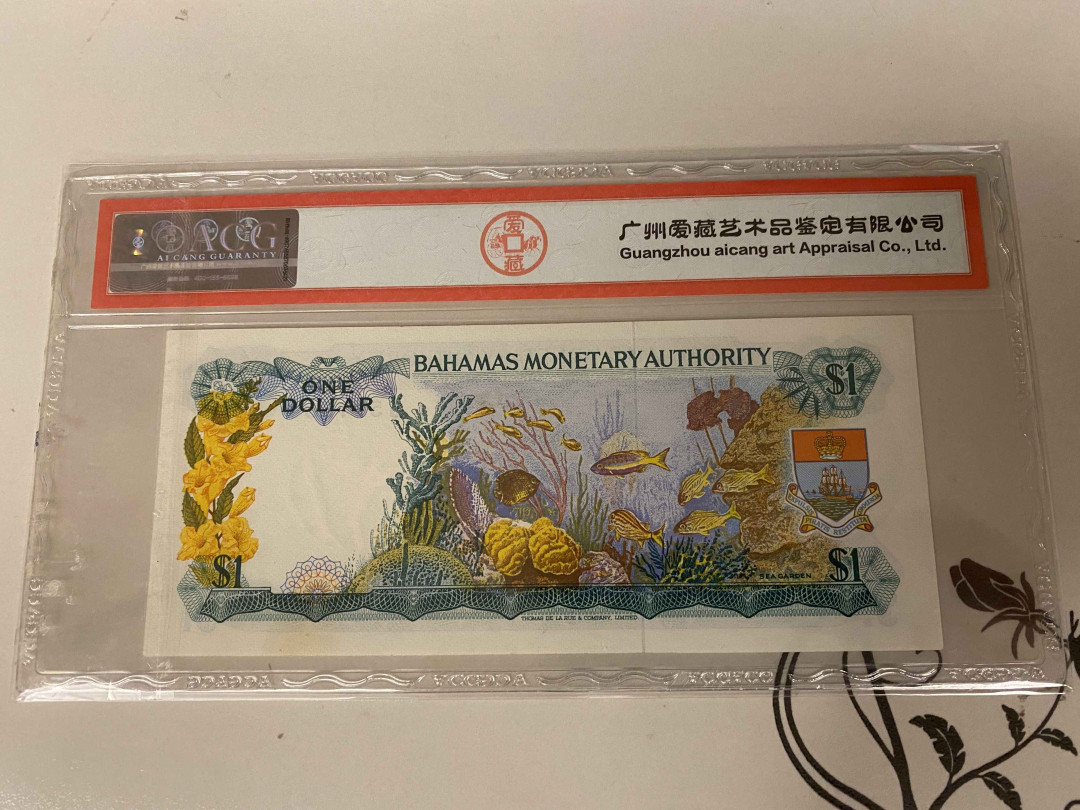 ACG
AI CANG GUARANTY
爱
藏
广州爱藏艺术品鉴定有限公司
Guangzhou aicang art Appraisal Co., Ltd.
BAHAMAS MONETARY AUTHORITY
ONE
DOLLAR
$1
$1
SEA GARDEN
$1
THOMAS DE LA RUE & COMPANY, LIMITED